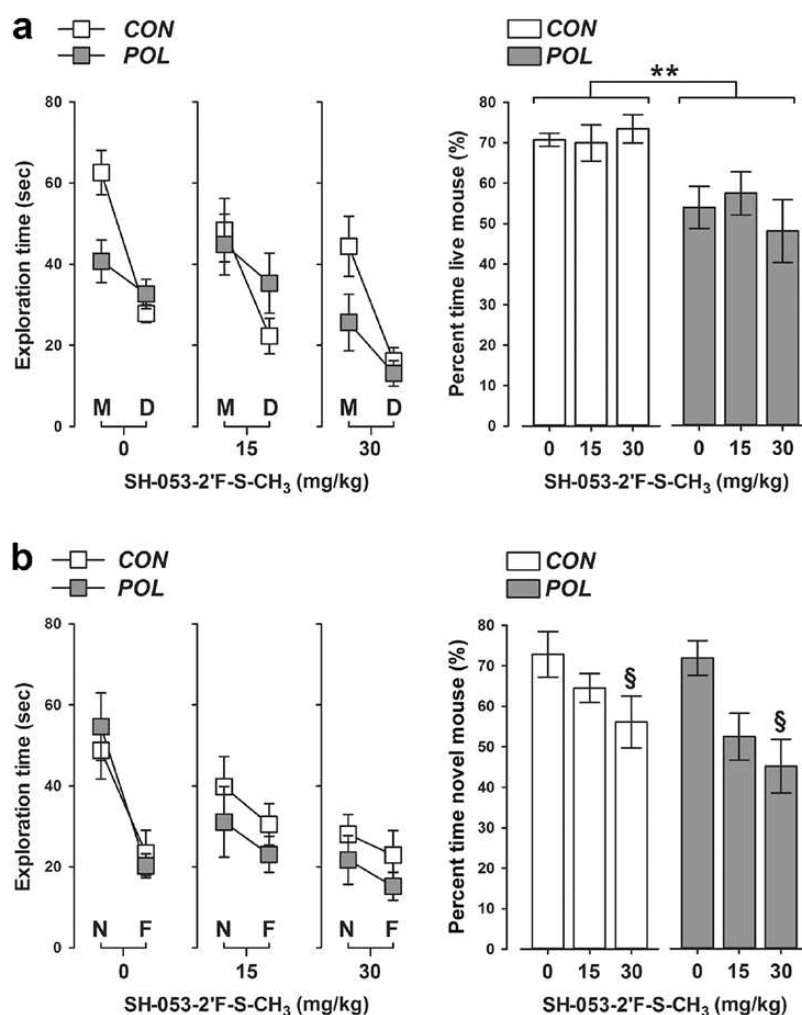 a
CON
POL
Exploration time (sec)
80
60
40
20
0
M D M D M D
0 15 30
SH-053-2'F-S-CH₃ (mg/kg)
CON
POL
**
Percent time live mouse (%)
80
70
60
50
40
30
20
10
0
0 15 30 0 15 30
SH-053-2'F-S-CH₃ (mg/kg)
b
CON
POL
Exploration time (sec)
80
60
40
20
0
N F N F N F
0 15 30
SH-053-2'F-S-CH₃ (mg/kg)
CON
POL
Percent time novel mouse (%)
80
70
60
50
40
30
20
10
0
§ §
0 15 30 0 15 30
SH-053-2'F-S-CH₃ (mg/kg)